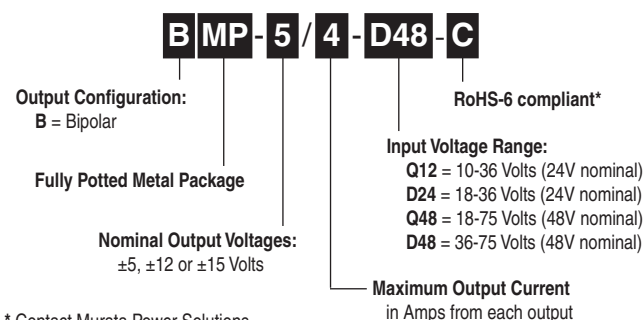 B MP - 5 / 4 - D48 - C
Output Configuration:
B = Bipolar
RoHS-6 compliant*
Input Voltage Range:
Q12 = 10-36 Volts (24V nominal)
D24 = 18-36 Volts (24V nominal)
Q48 = 18-75 Volts (48V nominal)
D48 = 36-75 Volts (48V nominal)
Fully Potted Metal Package
Nominal Output Voltages:
±5, ±12 or ±15 Volts
Maximum Output Current
in Amps from each output
* Contact Murata Power Solutions